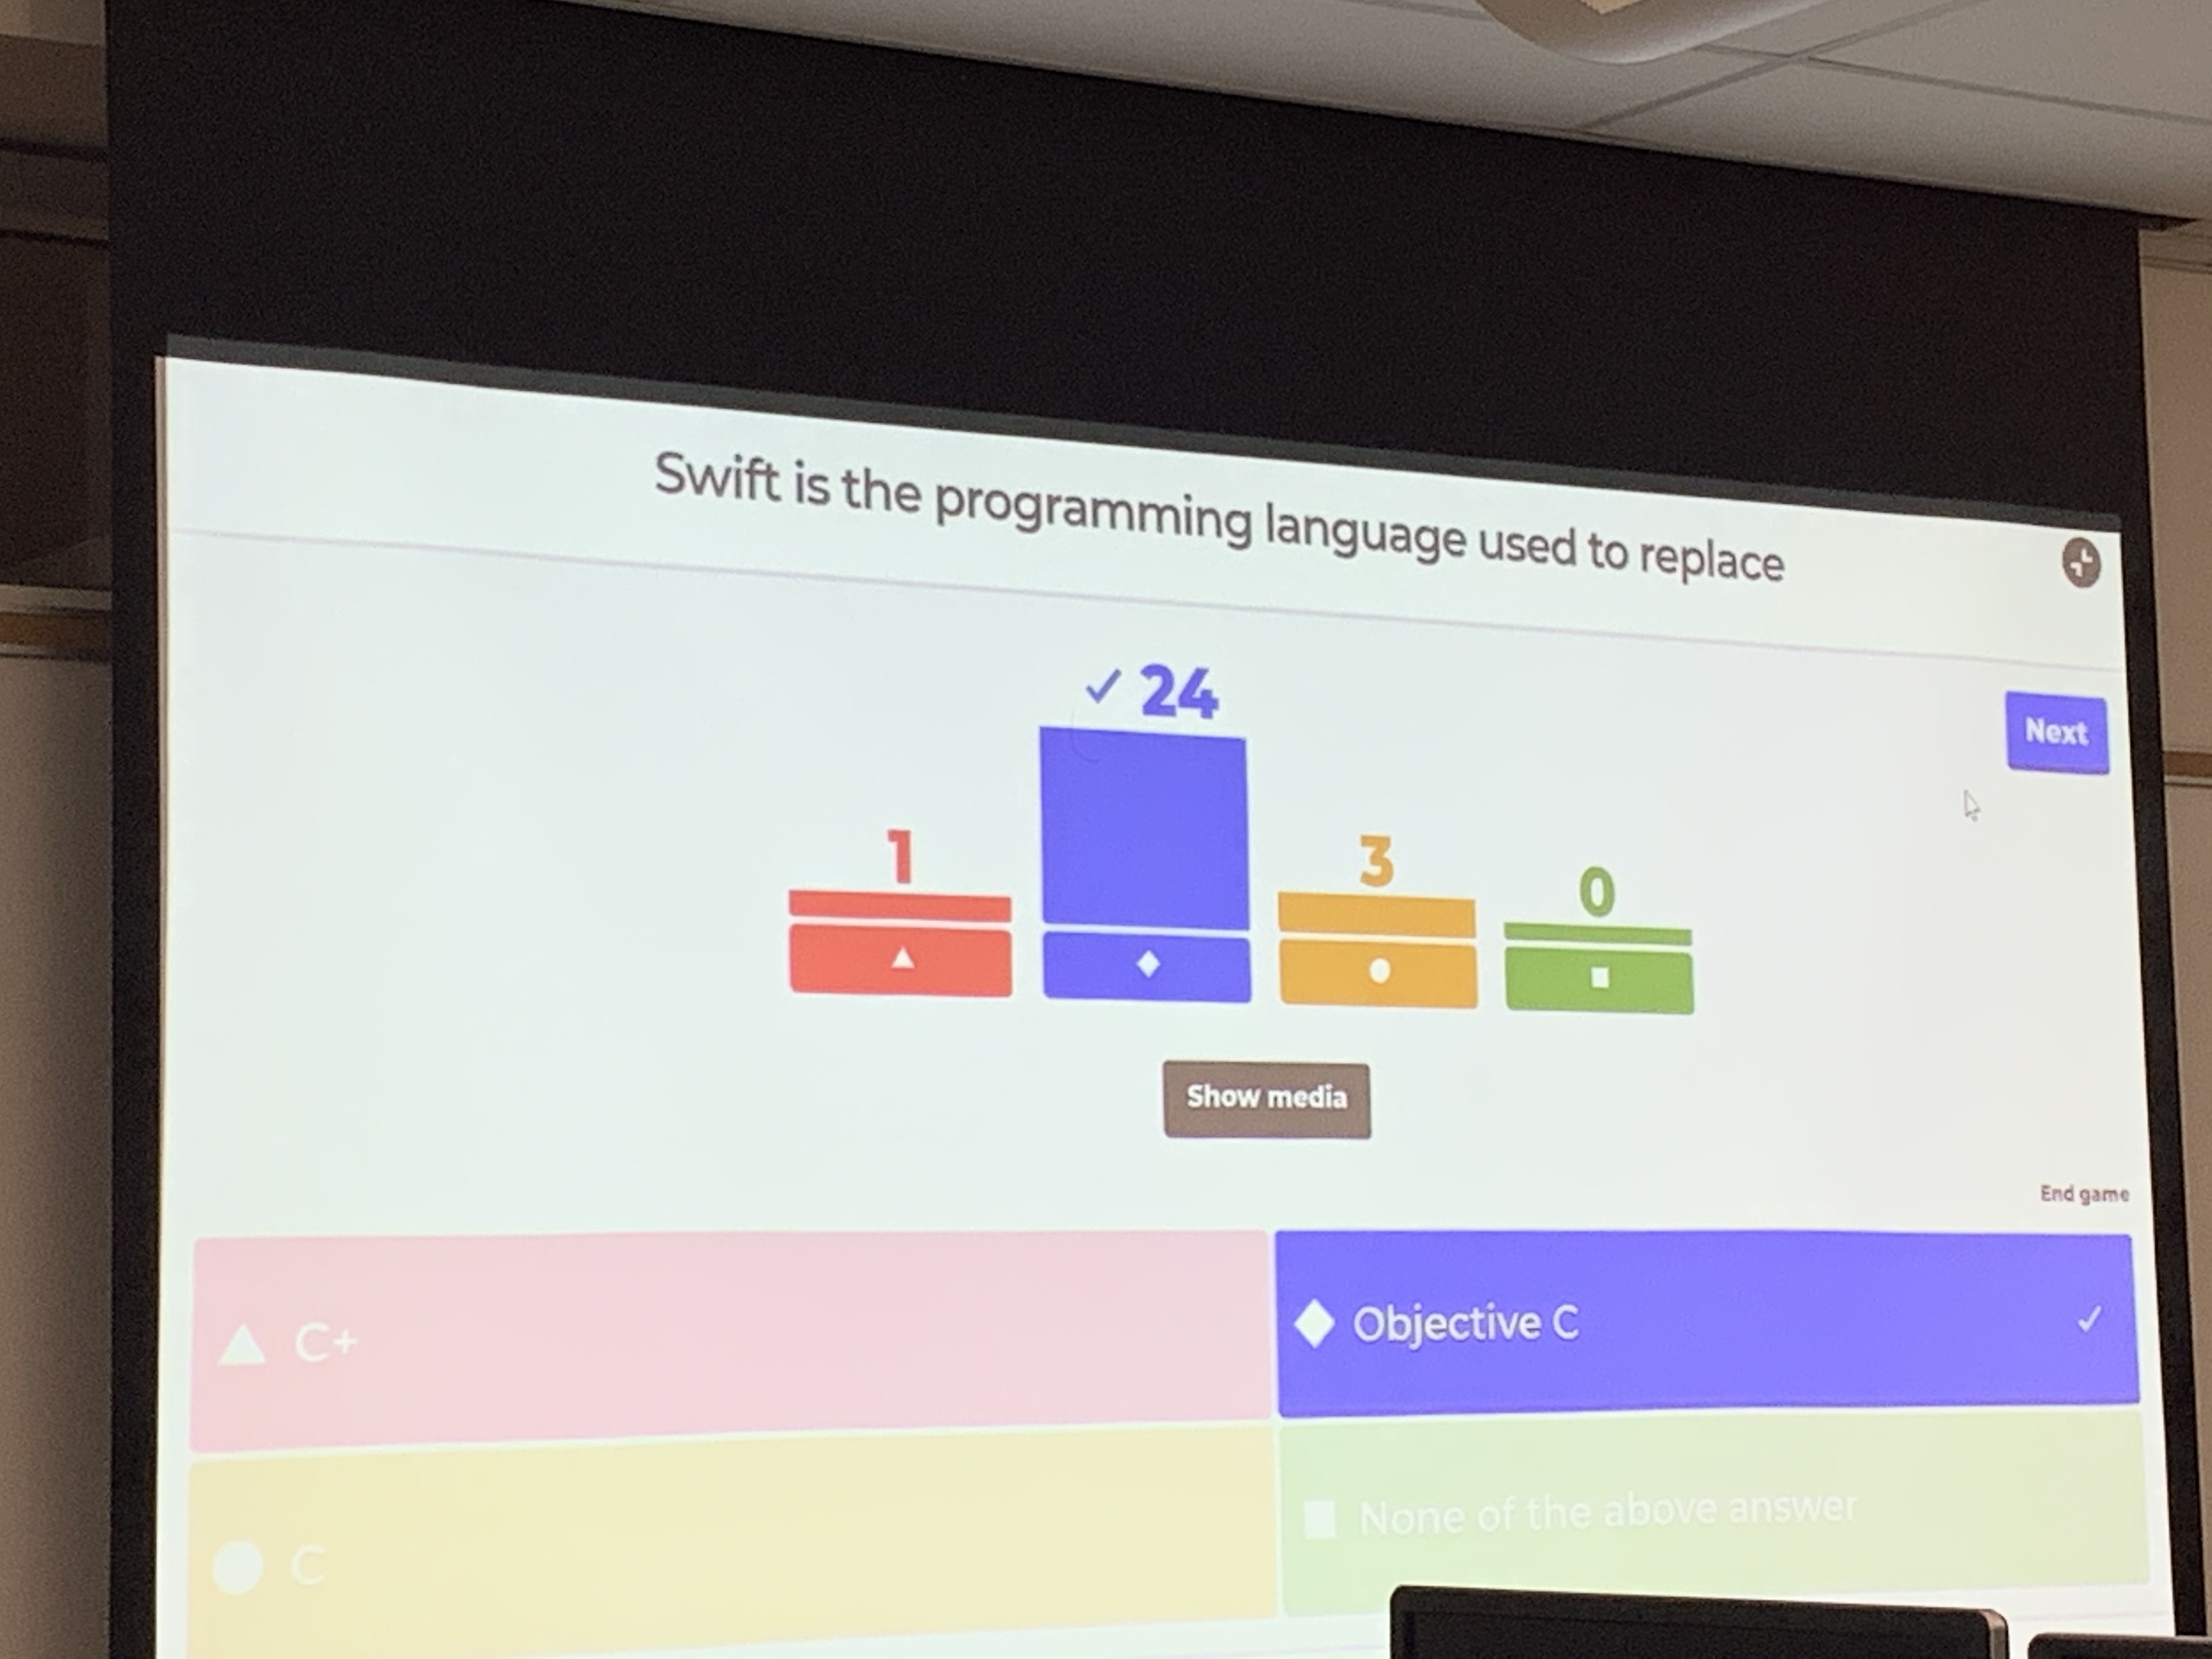 Swift is the programming language used to replace
Next
✓ 24
1
3
0
Show media
End game
C+
Objective C ✓
C
None of the above answer